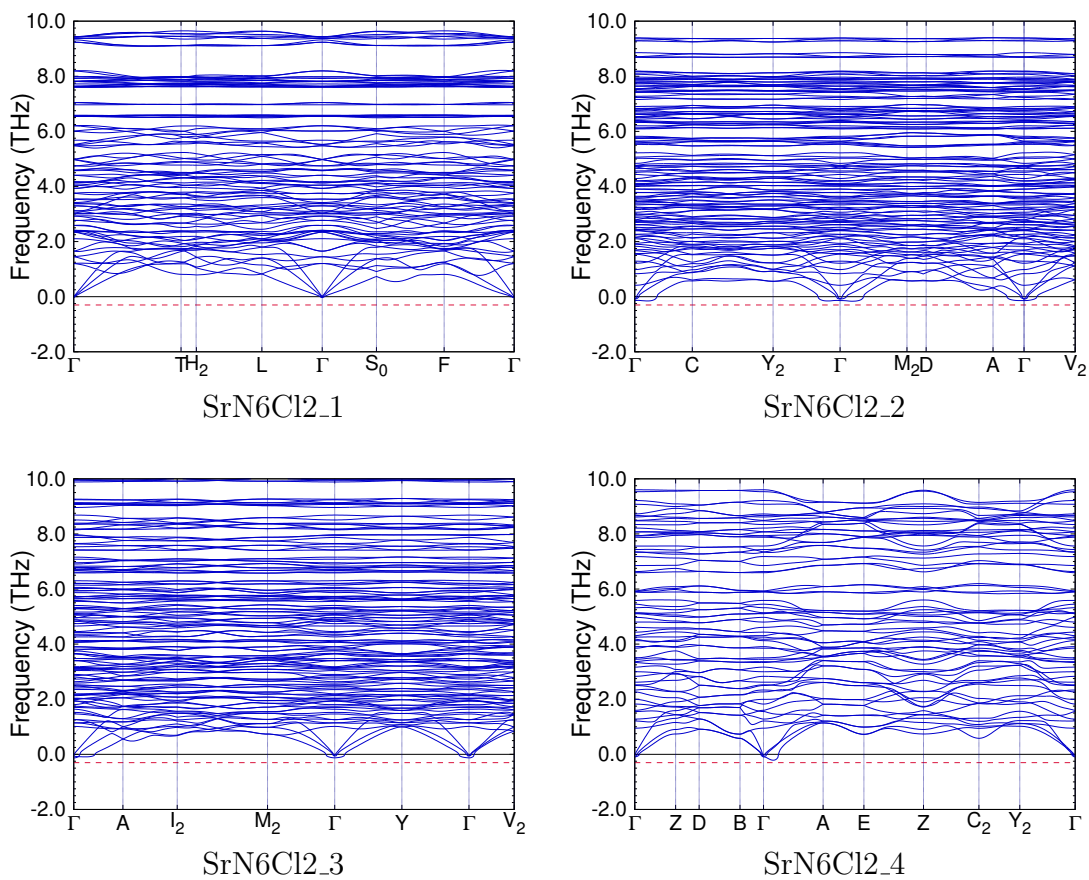 10.0
8.0
6.0
4.0
2.0
0.0
-2.0
Frequency (THz)
Γ T H2 L Γ S0 F Γ
SrN6Cl2_1
10.0
8.0
6.0
4.0
2.0
0.0
-2.0
Frequency (THz)
Γ C Y2 Γ M2 D A Γ V2
SrN6Cl2_2
10.0
8.0
6.0
4.0
2.0
0.0
-2.0
Frequency (THz)
Γ A I2 M2 Γ Y Γ V2
SrN6Cl2_3
10.0
8.0
6.0
4.0
2.0
0.0
-2.0
Frequency (THz)
Γ Z D B Γ A E Z C2 Y2 Γ
SrN6Cl2_4